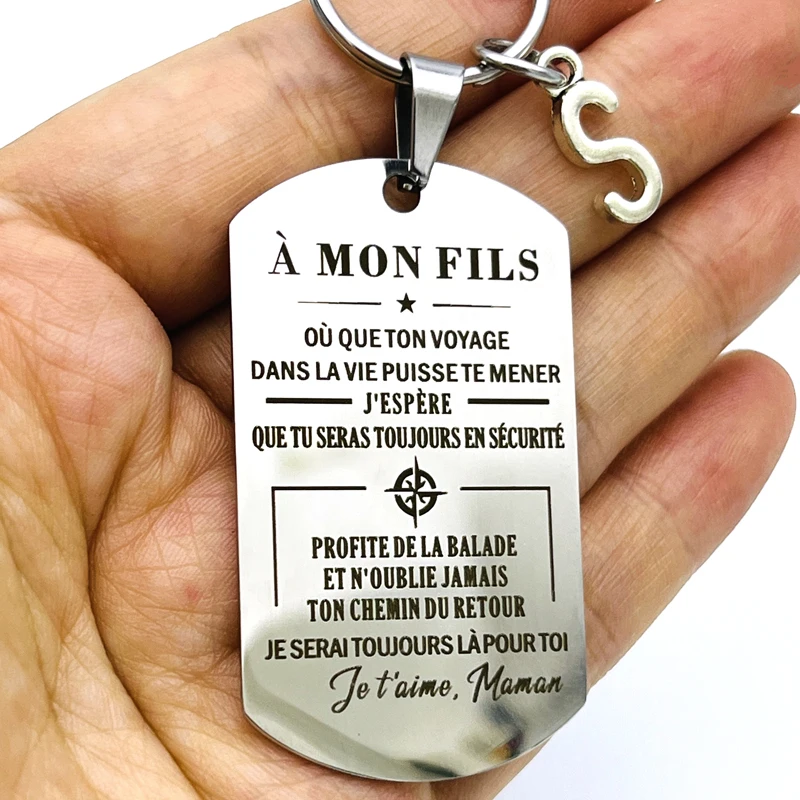 S
À MON FILS
OÙ QUE TON VOYAGE
DANS LA VIE PUISSE TE MENER
J'ESPÈRE
QUE TU SERAS TOUJOURS EN SÉCURITÉ
PROFITE DE LA BALADE
ET N'OUBLIE JAMAIS
TON CHEMIN DU RETOUR
JE SERAI TOUJOURS LÀ POUR TOI
Je t'aime, Maman